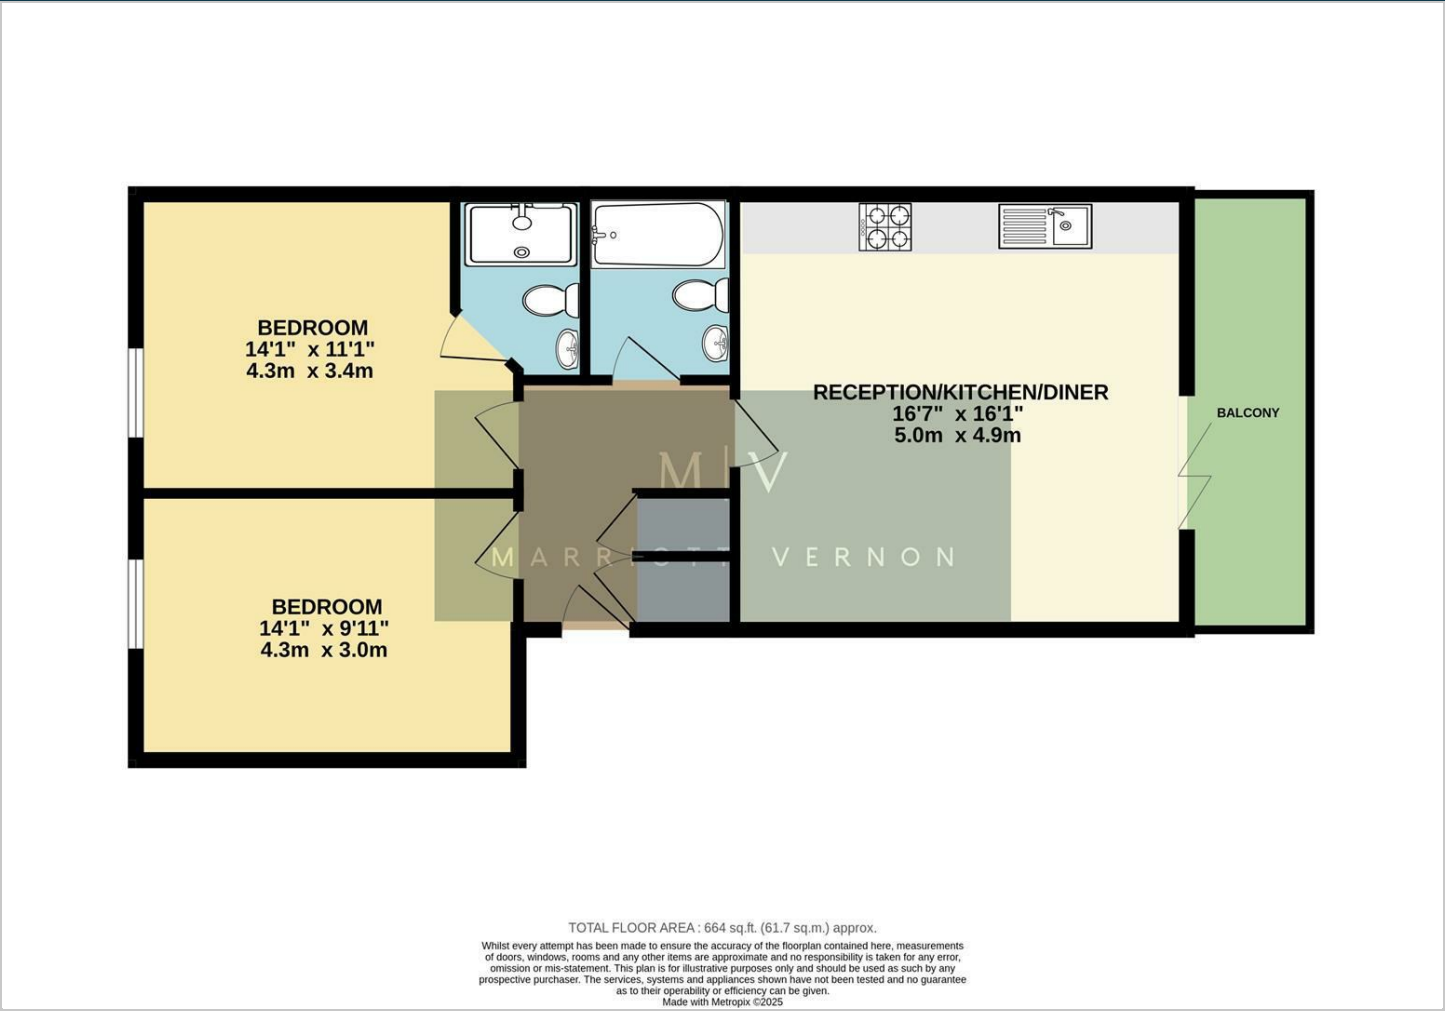 BEDROOM
14'1" x 11'1"
4.3m x 3.4m
RECEPTION/KITCHEN/DINER
16'7" x 16'1"
5.0m x 4.9m
BALCONY
M|V
MARRIOTT VERNON
BEDROOM
14'1" x 9'11"
4.3m x 3.0m
TOTAL FLOOR AREA : 664 sq.ft. (61.7 sq.m.) approx.
Whilst every attempt has been made to ensure the accuracy of the floorplan contained here, measurements
of doors, windows, rooms and any other items are approximate and no responsibility is taken for any error,
omission or mis-statement. This plan is for illustrative purposes only and should be used as such by any
prospective purchaser. The services, systems and appliances shown have not been tested and no guarantee
as to their operability or efficiency can be given.
Made with Metropix ©2025